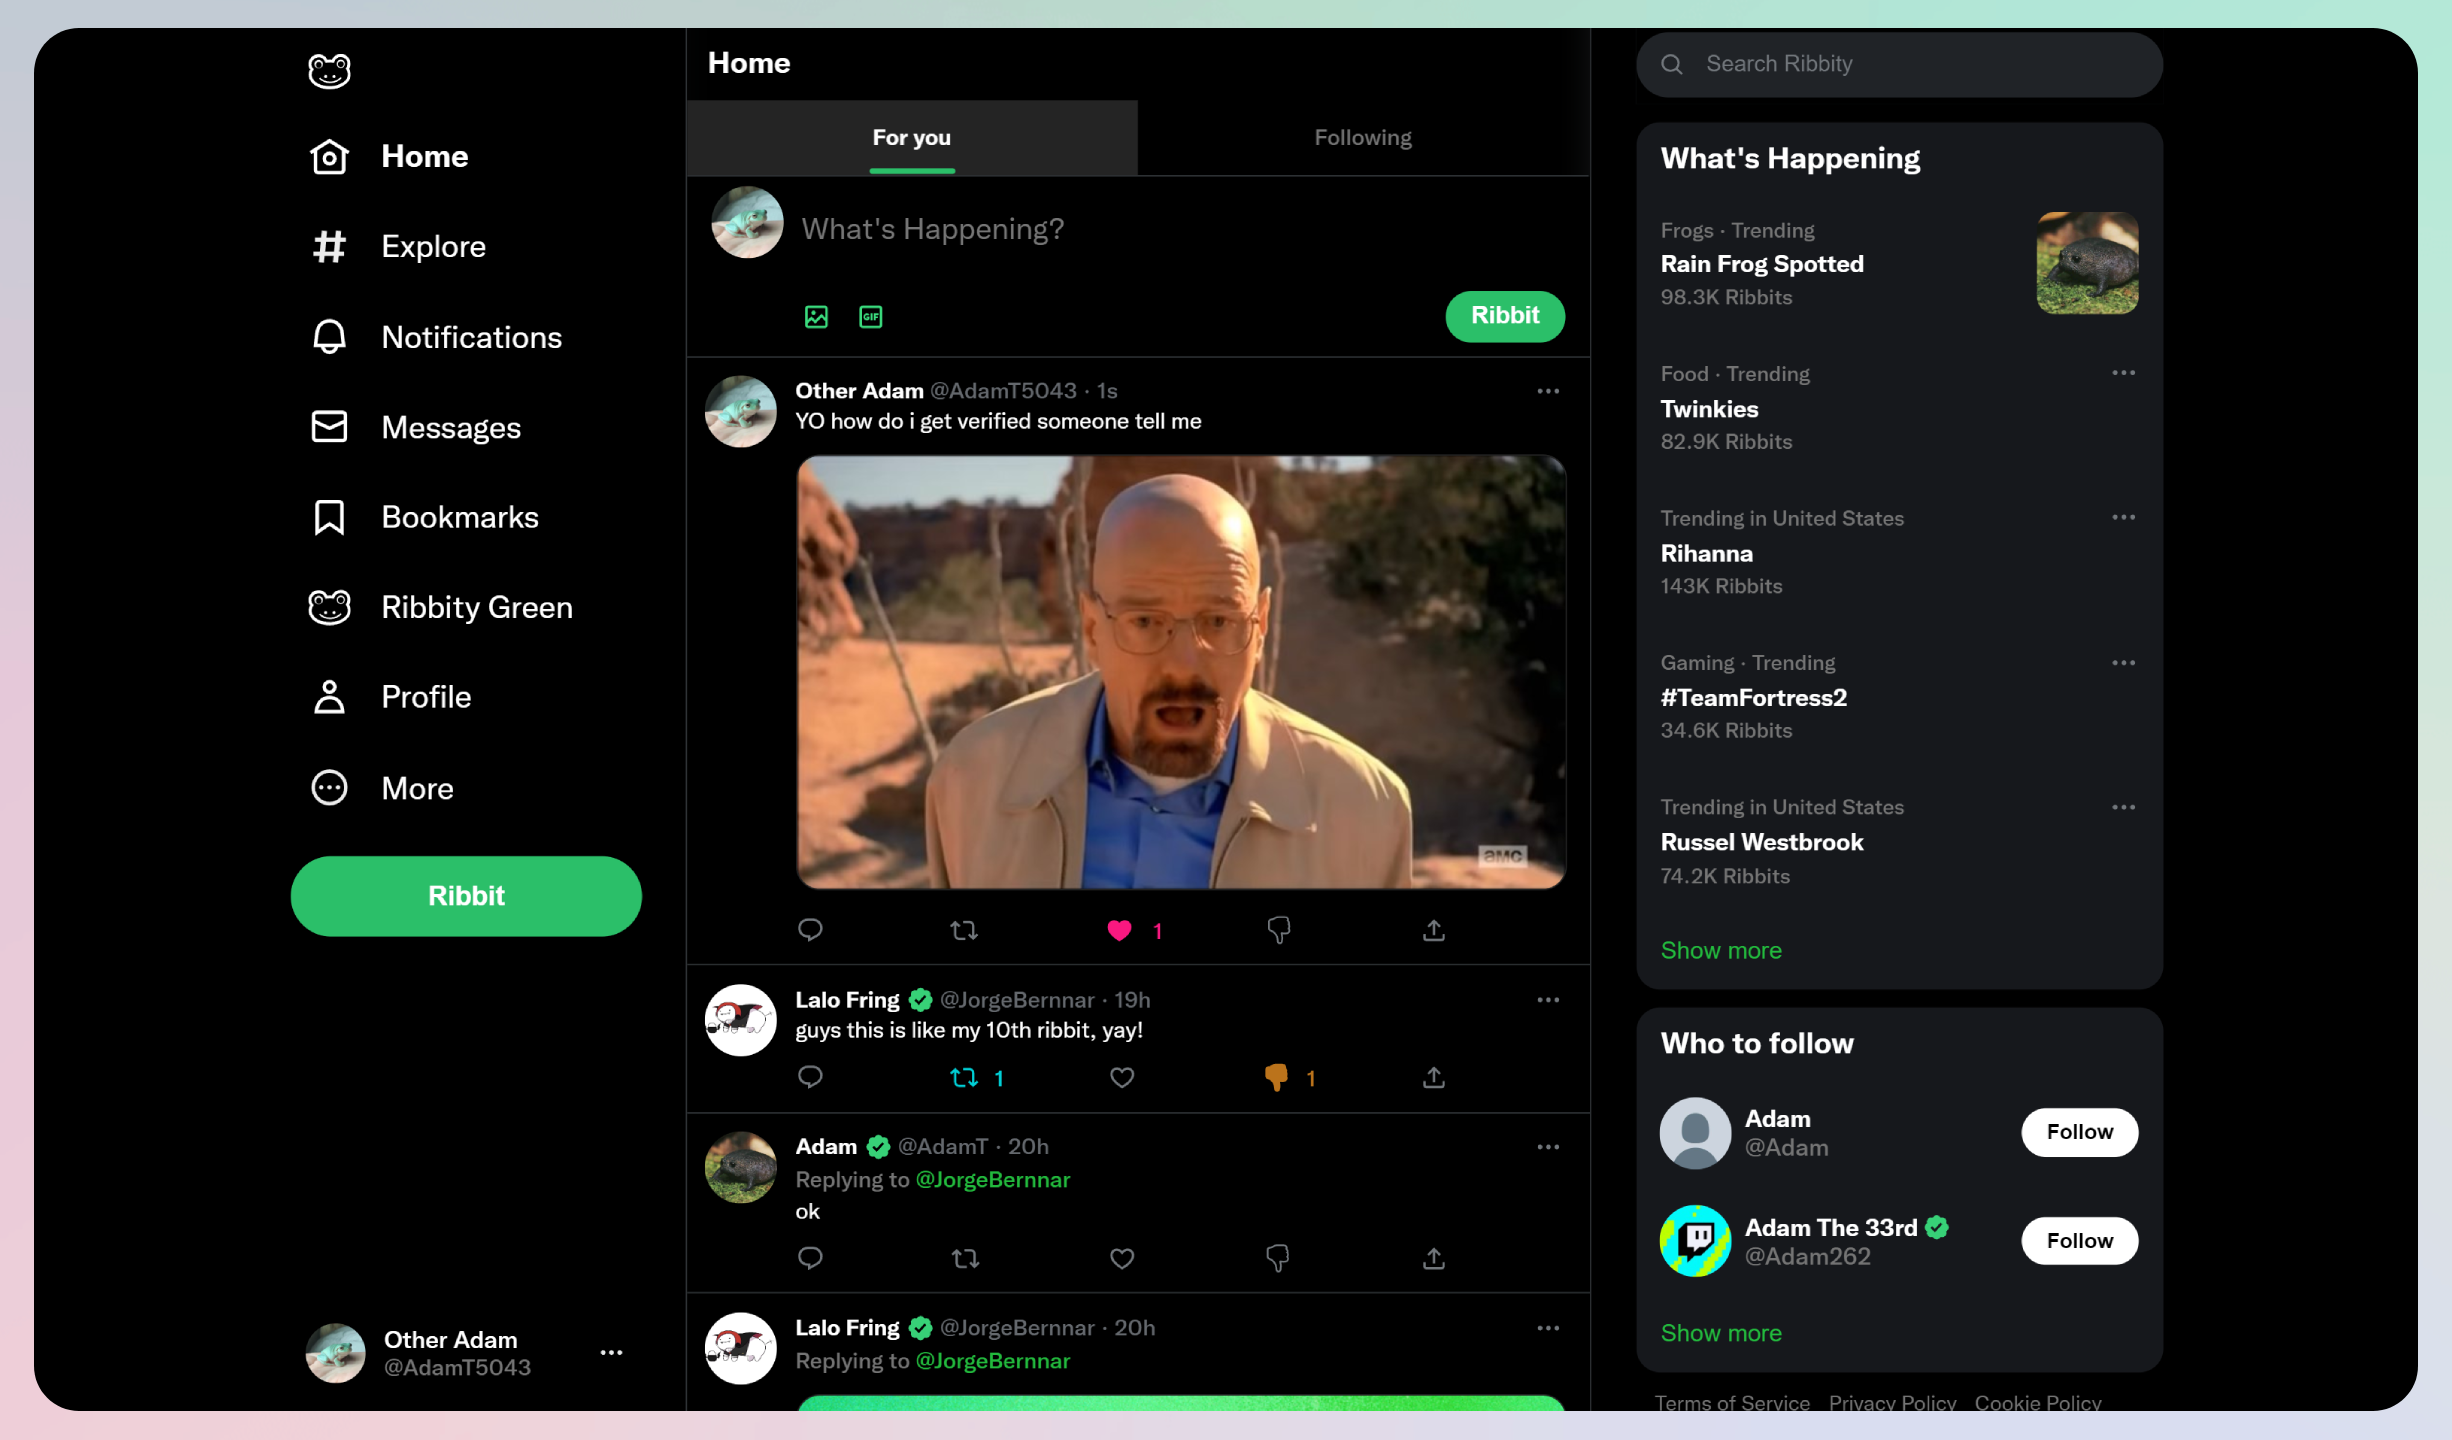 Home
Explore
Notifications
Messages
Bookmarks
Ribbity Green
Profile
More
Ribbit
Other Adam
@AdamT5043
Home
For you
Following
What's Happening?
GIF
Ribbit
Other Adam @AdamT5043 · 1s
YO how do i get verified someone tell me
amc
1
Lalo Fring @JorgeBernnar · 19h
guys this is like my 10th ribbit, yay!
1 1
Adam @AdamT · 20h
Replying to @JorgeBernnar
ok
Lalo Fring @JorgeBernnar · 20h
Replying to @JorgeBernnar
Search Ribbity
What's Happening
Frogs · Trending
Rain Frog Spotted
98.3K Ribbits
Food · Trending
Twinkies
82.9K Ribbits
Trending in United States
Rihanna
143K Ribbits
Gaming · Trending
#TeamFortress2
34.6K Ribbits
Trending in United States
Russel Westbrook
74.2K Ribbits
Show more
Who to follow
Adam
@Adam
Follow
Adam The 33rd
@Adam262
Follow
Show more
Terms of Service Privacy Policy Cookie Policy